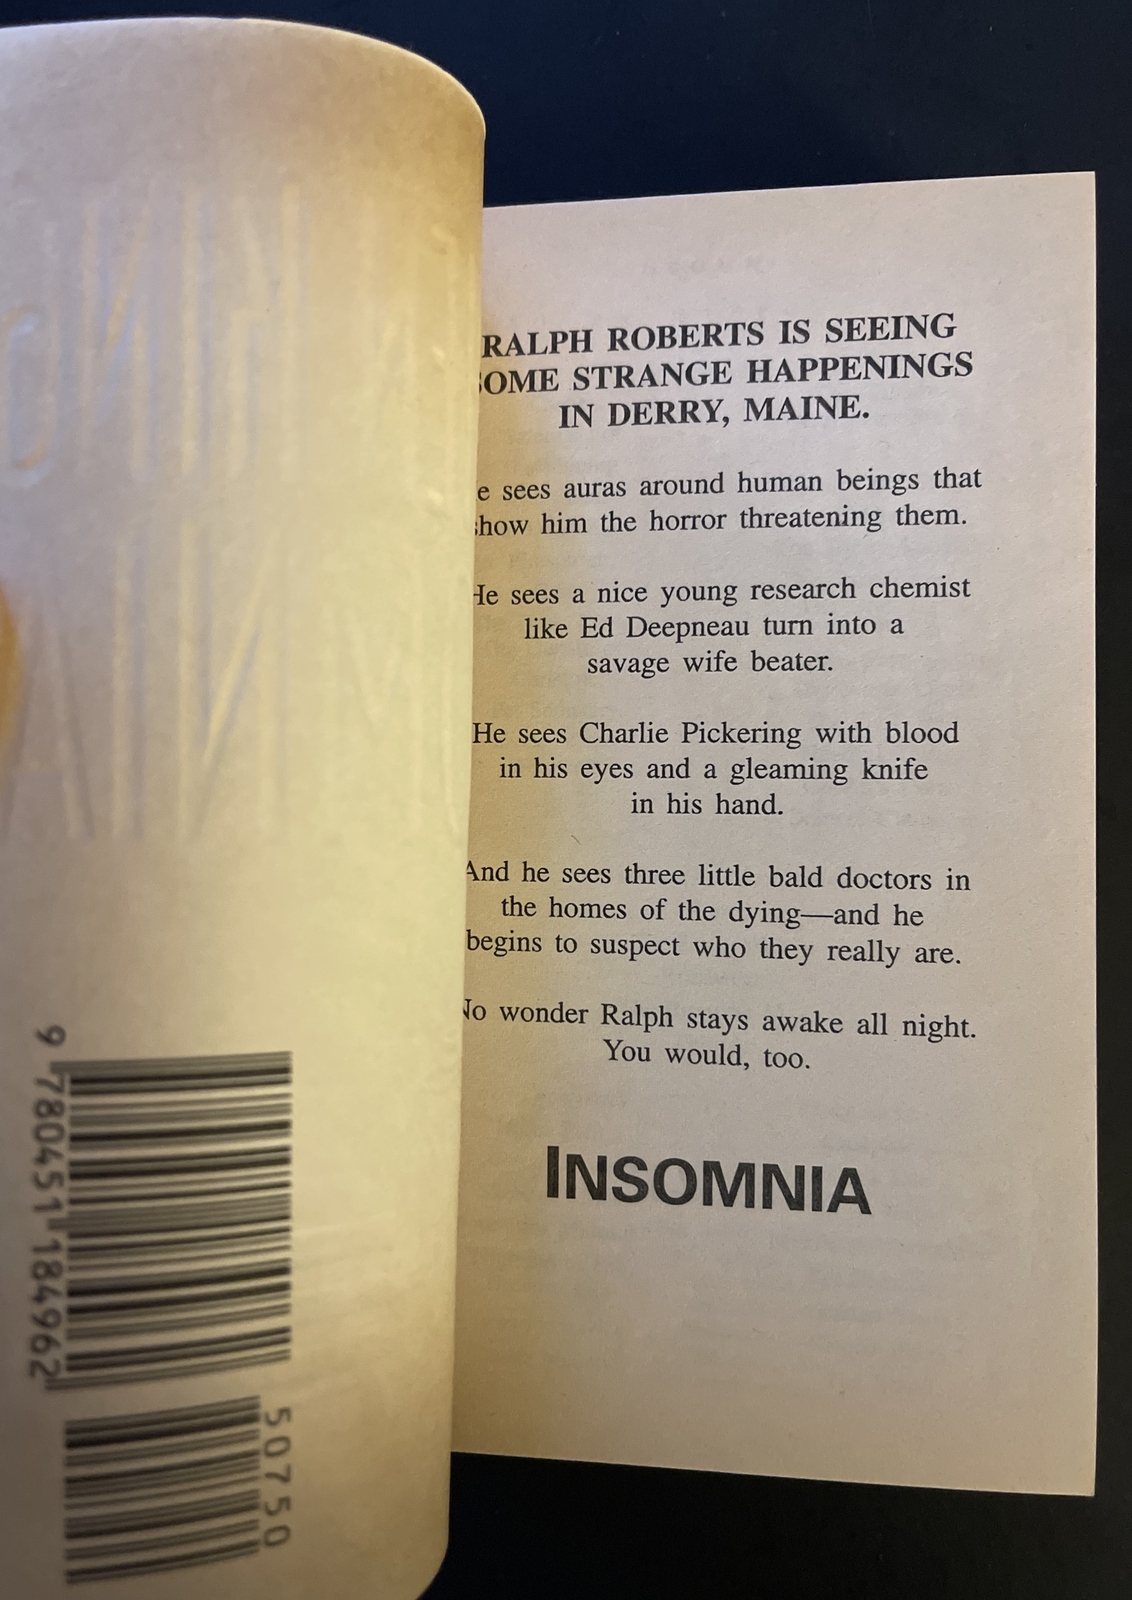 RALPH ROBERTS IS SEEING
OME STRANGE HAPPENINGS
IN DERRY, MAINE.
e sees auras around human beings that
how him the horror threatening them.
He sees a nice young research chemist
like Ed Deepneau turn into a
savage wife beater.
He sees Charlie Pickering with blood
in his eyes and a gleaming knife
in his hand.
And he sees three little bald doctors in
the homes of the dying—and he
begins to suspect who they really are.
No wonder Ralph stays awake all night.
You would, too.
INSOMNIA
9 780451 184962
50750